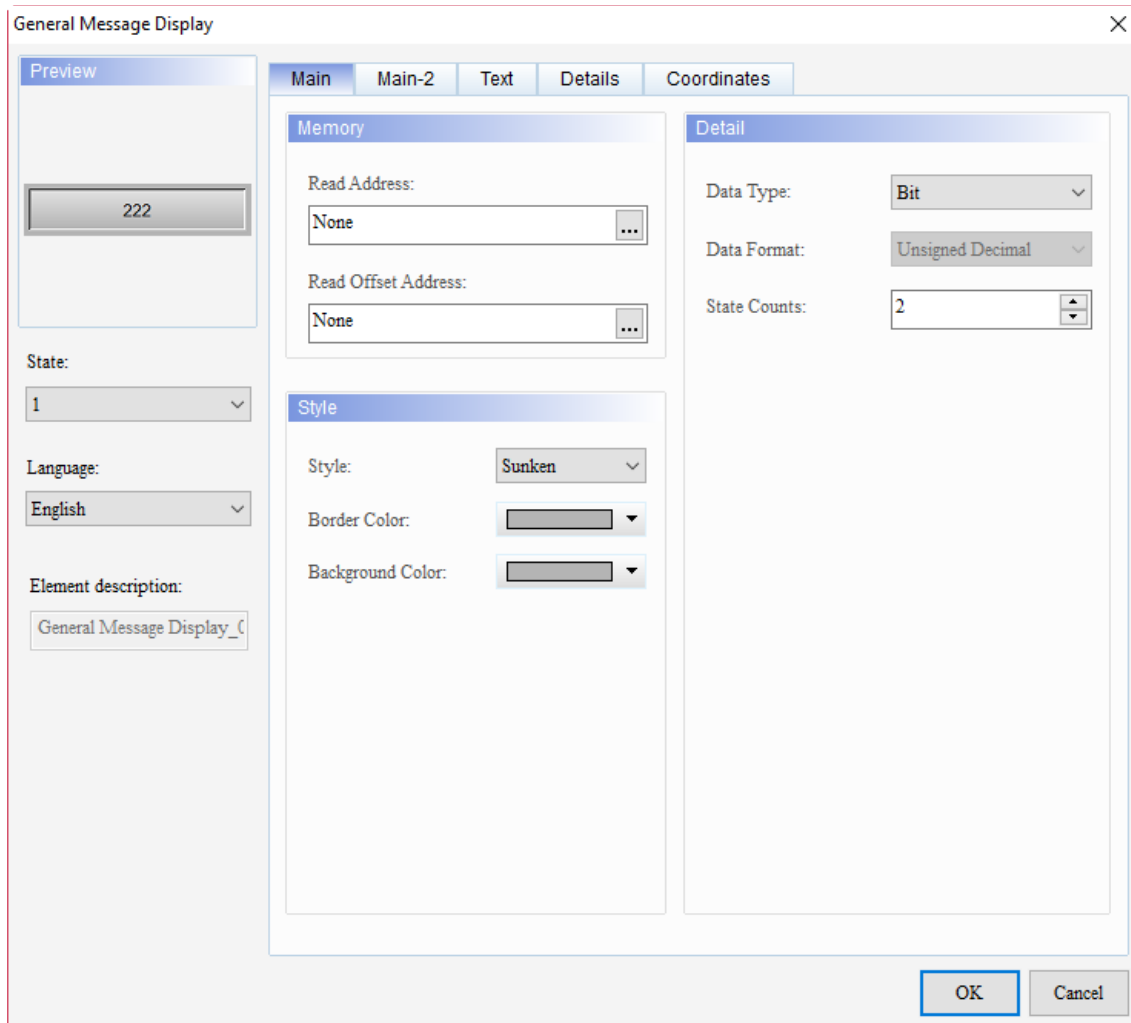 General Message Display
Preview
222
State:
1
Language:
English
Element description:
General Message Display_(
Main Main-2 Text Details Coordinates
Memory
Read Address:
None
...
Read Offset Address:
None
...
Style
Style: Sunken
Border Color:
Background Color:
Detail
Data Type: Bit
Data Format: Unsigned Decimal
State Counts: 2
OK Cancel